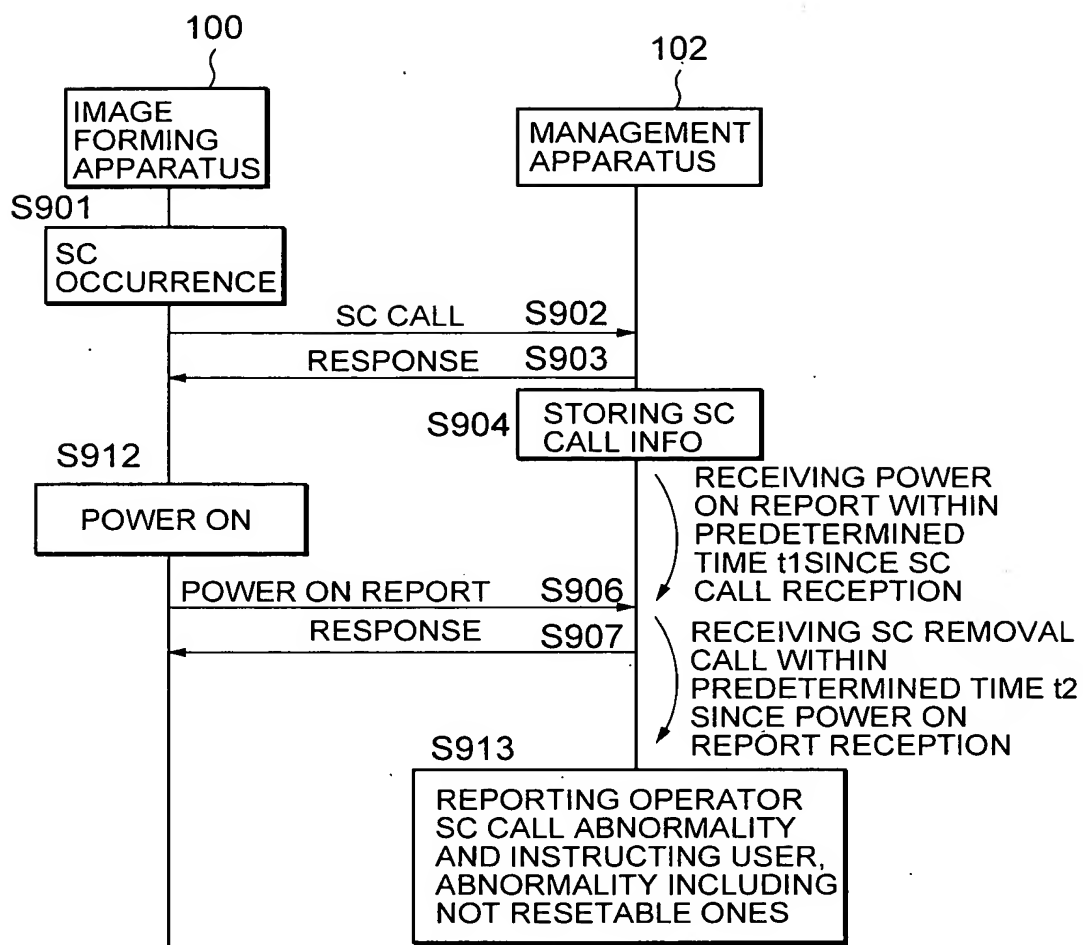 100
102
IMAGE
FORMING
APPARATUS
MANAGEMENT
APPARATUS
S901
SC
OCCURRENCE
SC CALL S902
RESPONSE S903
S904
STORING SC
CALL INFO
S912
POWER ON
RECEIVING POWER
ON REPORT WITHIN
PREDETERMINED
TIME t1SINCE SC
CALL RECEPTION
POWER ON REPORT S906
RESPONSE S907
RECEIVING SC REMOVAL
CALL WITHIN
PREDETERMINED TIME t2
SINCE POWER ON
REPORT RECEPTION
S913
REPORTING OPERATOR
SC CALL ABNORMALITY
AND INSTRUCTING USER,
ABNORMALITY INCLUDING
NOT RESETABLE ONES